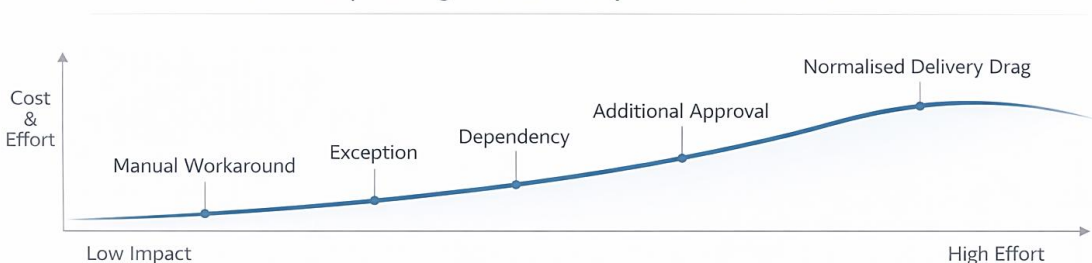 Cost
&
Effort
Manual Workaround
Exception
Dependency
Additional Approval
Normalised Delivery Drag
Low Impact
High Effort